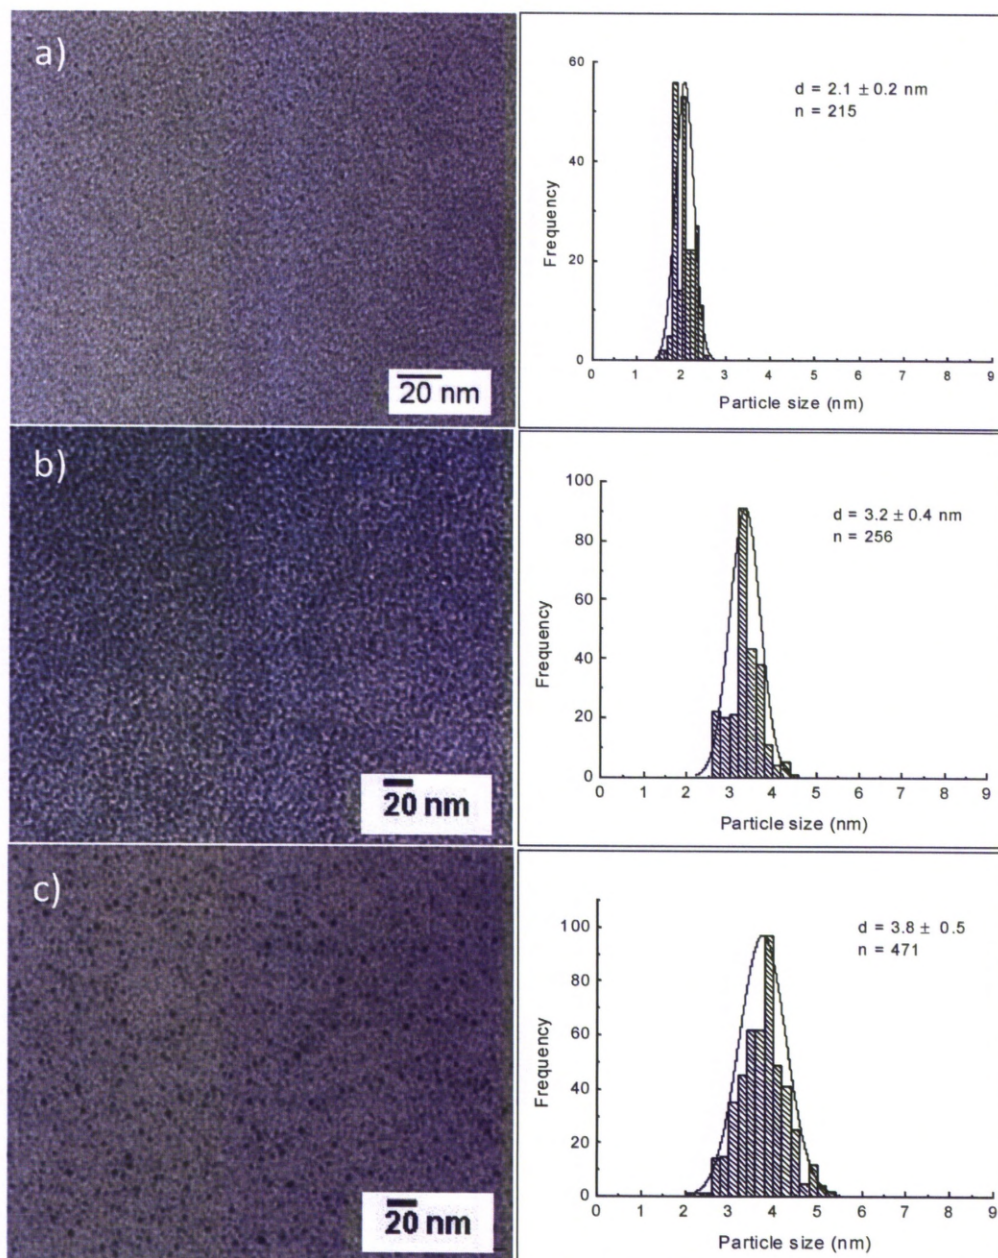 a)
20 nm
60
40
20
0
Frequency
d = 2.1 ± 0.2 nm
n = 215
0 1 2 3 4 5 6 7 8 9
Particle size (nm)
b)
20 nm
100
80
60
40
20
0
Frequency
d = 3.2 ± 0.4 nm
n = 256
0 1 2 3 4 5 6 7 8 9
Particle size (nm)
c)
20 nm
100
80
60
40
20
0
Frequency
d = 3.8 ± 0.5
n = 471
0 1 2 3 4 5 6 7 8 9
Particle size (nm)